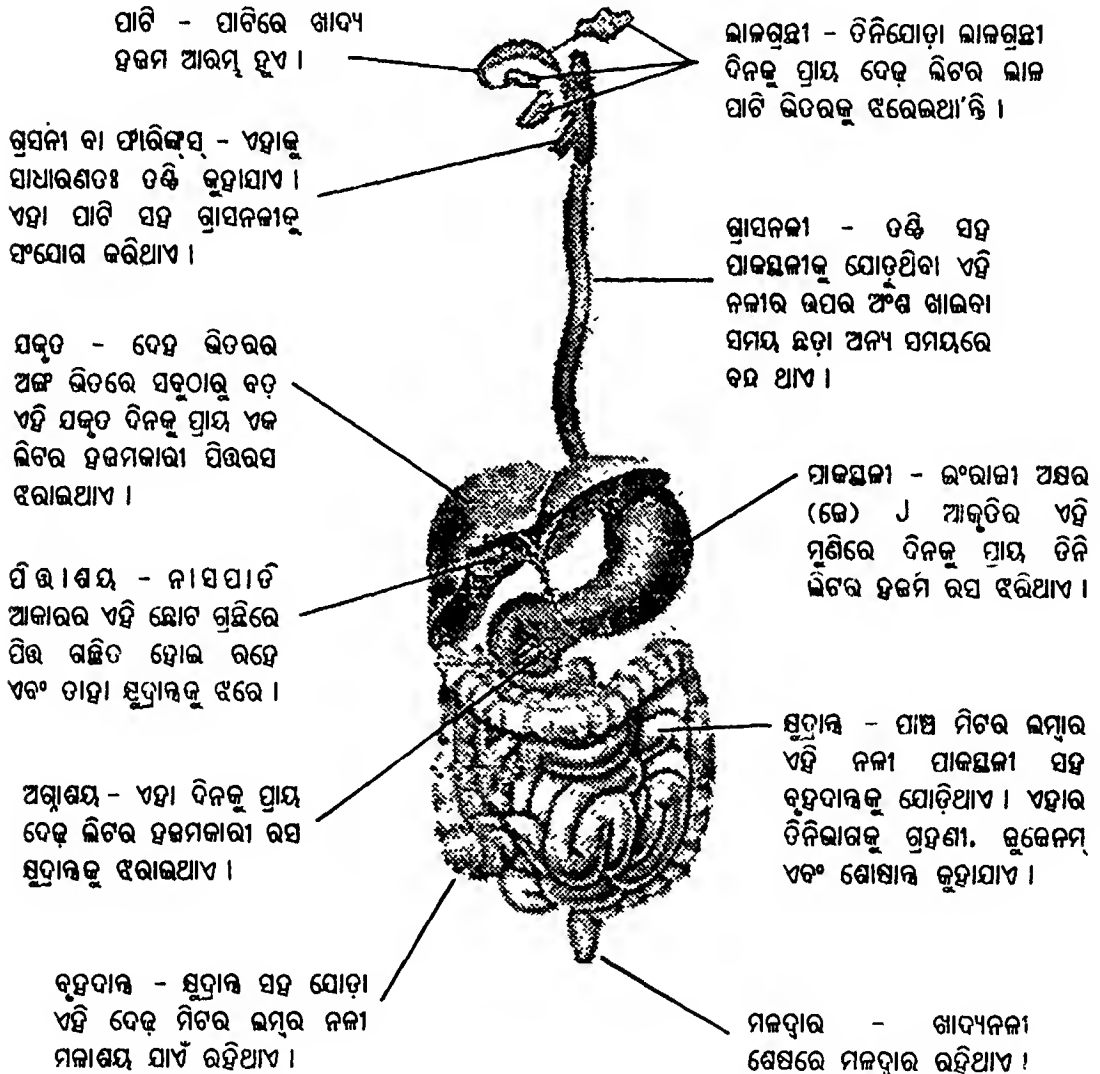 ପାଟି - ପାଟିରେ ଖାଦ୍ୟ
ହଜମ ଆରମ୍ଭ ହୁଏ ।
ଲାଳଗ୍ରନ୍ଥୀ - ତିନିଯୋଡ଼ା ଲାଳଗ୍ରନ୍ଥୀ
ଦିନକୁ ପ୍ରାୟ ଦେଢ଼ ଲିଟର ଲାଳ
ପାଟି ଭିତରକୁ ଝରେଇଥା'ନ୍ତି ।
ଗ୍ରସନୀ ବା ଫାରିଙ୍କ୍ସ୍ - ଏହାକୁ
ସାଧାରଣତଃ ତଣ୍ଟି କୁହାଯାଏ ।
ଏହା ପାଟି ସହ ଗ୍ରାସନଳୀକୁ
ସଂଯୋଗ କରିଥାଏ ।
ଗ୍ରାସନଳୀ - ତଣ୍ଟି ସହ
ପାକସ୍ଥଳୀକୁ ଯୋଡ଼ୁଥିବା ଏହି
ନଳୀର ଉପର ଅଂଶ ଖାଇବା
ସମୟ ଛଡ଼ା ଅନ୍ୟ ସମୟରେ
ବନ୍ଦ ଥାଏ ।
ଯକୃତ - ଦେହ ଭିତରର
ଅଙ୍ଗ ଭିତରେ ସବୁଠାରୁ ବଡ଼
ଏହି ଯକୃତ ଦିନକୁ ପ୍ରାୟ ଏକ
ଲିଟର ହଜମକାରୀ ପିତ୍ତରସ
ଝରାଇଥାଏ ।
ପାକସ୍ଥଳୀ - ଇଂରାଜୀ ଅକ୍ଷର
(ଜେ) J ଆକୃତିର ଏହି
ମୁଣିରେ ଦିନକୁ ପ୍ରାୟ ତିନି
ଲିଟର ହଜମ ରସ ଝରିଥାଏ ।
ପିତ୍ତାଶୟ - ନାସପାତି
ଆକାରର ଏହି ଛୋଟ ଗ୍ରନ୍ଥିରେ
ପିତ୍ତ ଗଚ୍ଛିତ ହୋଇ ରହେ
ଏବଂ ତାହା କ୍ଷୁଦ୍ରାନ୍ତକୁ ଝରେ ।
କ୍ଷୁଦ୍ରାନ୍ତ - ପାଞ୍ଚ ମିଟର ଲମ୍ବାର
ଏହି ନଳୀ ପାକସ୍ଥଳୀ ସହ
ବୃହଦାନ୍ତକୁ ଯୋଡ଼ିଥାଏ । ଏହାର
ତିନିଭାଗକୁ ଗ୍ରହଣୀ, ଜୁଜେନମ୍
ଏବଂ ଶୋଷାନ୍ତ କୁହାଯାଏ ।
ଅଗ୍ନାଶୟ - ଏହା ଦିନକୁ ପ୍ରାୟ
ଦେଢ଼ ଲିଟର ହଜମକାରୀ ରସ
କ୍ଷୁଦ୍ରାନ୍ତକୁ ଝରାଇଥାଏ ।
ବୃହଦାନ୍ତ - କ୍ଷୁଦ୍ରାନ୍ତ ସହ ଯୋଡ଼ା
ଏହି ଦେଢ଼ ମିଟର ଲମ୍ବର ନଳୀ
ମଳାଶୟ ଯାଏଁ ରହିଥାଏ ।
ମଳଦ୍ୱାର - ଖାଦ୍ୟନଳୀ
ଶେଷରେ ମଳଦ୍ୱାର ରହିଥାଏ !